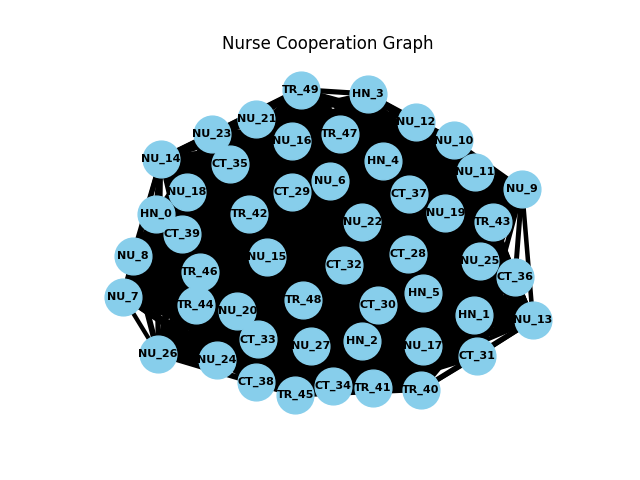 Nurse Cooperation Graph
TR_49
HN_3
NU_21
NU_12
NU_23
TR_47
NU_10
NU_16
NU_14
HN_4
CT_35
NU_11
NU_6
NU_9
NU_18
CT_29
CT_37
HN_0
TR_42
NU_19
NU_22
TR_43
CT_39
CT_28
NU_8
NU_15
NU_25
CT_32
TR_46
CT_36
HN_5
NU_7
TR_48
TR_44
CT_30
NU_20
HN_1
NU_13
CT_33
HN_2
NU_27
NU_17
NU_26
CT_31
NU_24
CT_38
CT_34
TR_41
TR_40
TR_45